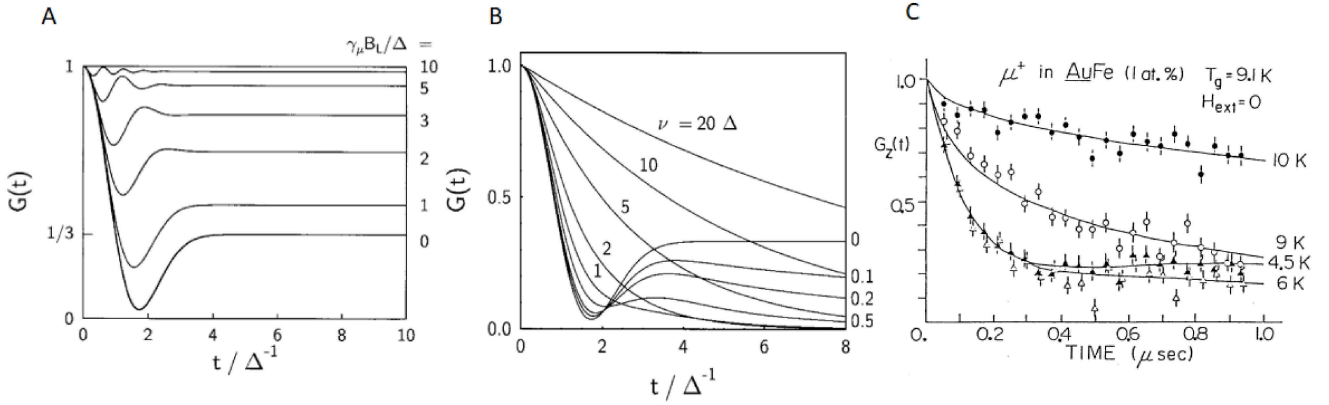 A
γμBL/Δ =
1
10
5
3
2
1
1/3
0
0
G(t)
0
2
4
6
8
10
t / Δ⁻¹
B
1.0
ν = 20 Δ
10
5
0.5
2
1
0
0.1
0.2
0.5
0.0
G(t)
0
2
4
6
8
t / Δ⁻¹
C
μ⁺ in AuFe (1 at.%) Tg = 9.1 K
Hext = 0
1.0
Gz(t)
10 K
0.5
9 K
4.5 K
6 K
0. 0.2 0.4 0.6 0.8 1.0
TIME (μ sec)